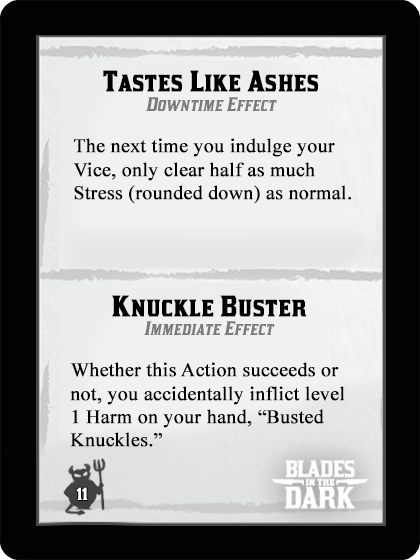 Tastes Like Ashes
Downtime Effect
The next time you indulge your
Vice, only clear half as much
Stress (rounded down) as normal.
Knuckle Buster
Immediate Effect
Whether this Action succeeds or
not, you accidentally inflict level
1 Harm on your hand, “Busted
Knuckles.”
11
BLADES
IN THE
DARK